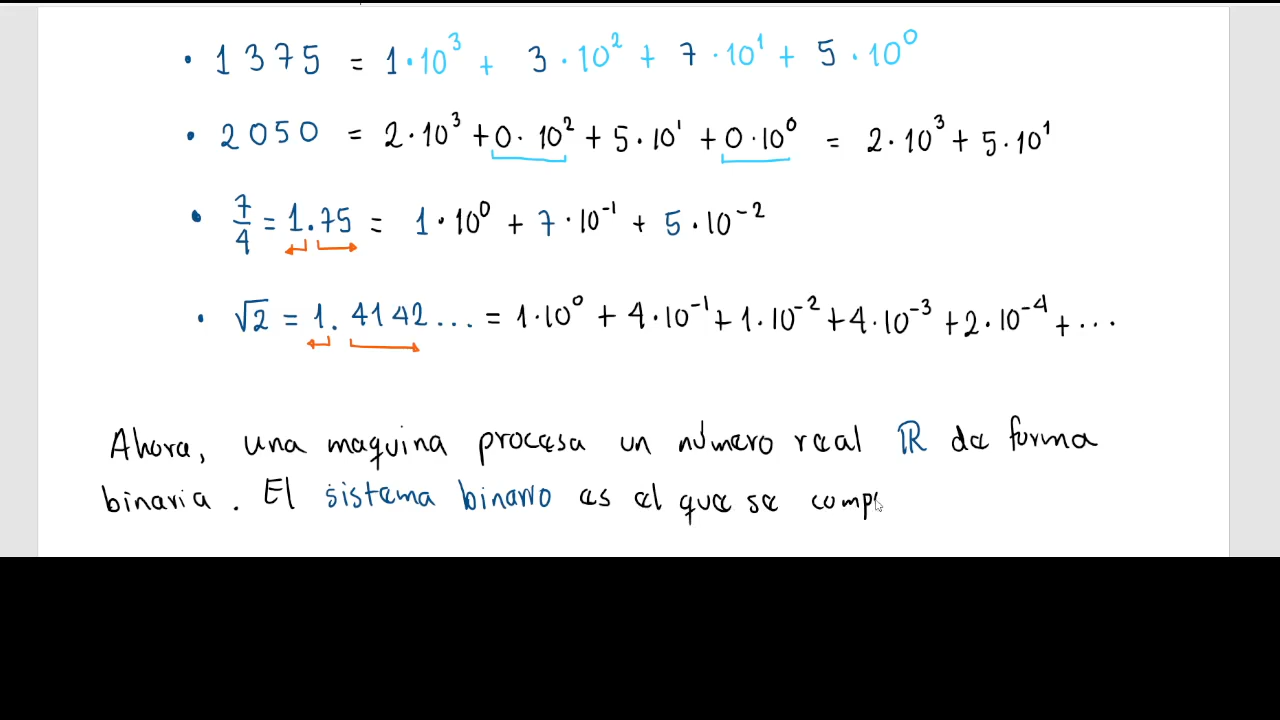 • 1375 = 1·10³ + 3·10² + 7·10¹ + 5·10⁰
• 2050 = 2·10³ + 0·10² + 5·10¹ + 0·10⁰ = 2·10³ + 5·10¹
• 7/4 = 1.75 = 1·10⁰ + 7·10⁻¹ + 5·10⁻²
• √2 = 1.4142... = 1·10⁰ + 4·10⁻¹ + 1·10⁻² + 4·10⁻³ + 2·10⁻⁴ + ...
Ahora, una maquina procesa un número real ℝ de forma
binaria. El sistema binario es el que se comp